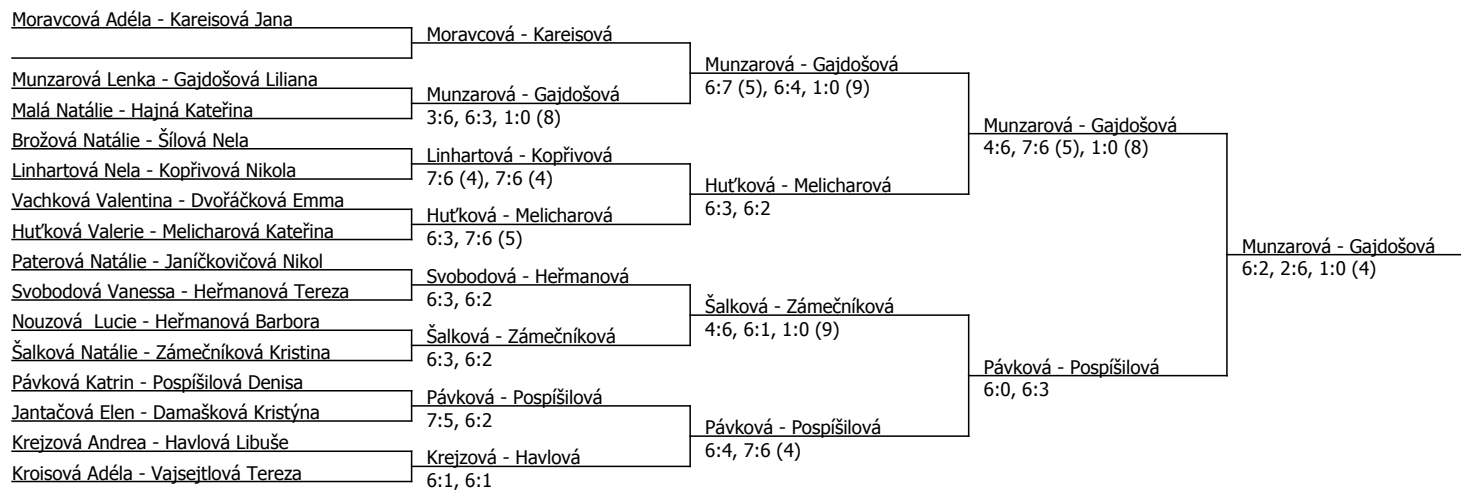 Moravcová Adéla - Kareisová Jana
Munzarová Lenka - Gajdošová Liliana
Malá Natálie - Hajná Kateřina
Brožová Natálie - Šílová Nela
Linhartová Nela - Kopřivová Nikola
Vachková Valentina - Dvořáčková Emma
Huťková Valerie - Melicharová Kateřina
Paterová Natálie - Janíčkovičová Nikol
Svobodová Vanessa - Heřmanová Tereza
Nouzová  Lucie - Heřmanová Barbora
Šalková Natálie - Zámečníková Kristina
Pávková Katrin - Pospíšilová Denisa
Jantačová Elen - Damašková Kristýna
Krejzová Andrea - Havlová Libuše
Kroisová Adéla - Vajsejtlová Tereza
Moravcová - Kareisová
Munzarová - Gajdošová
3:6, 6:3, 1:0 (8)
Linhartová - Kopřivová
7:6 (4), 7:6 (4)
Huťková - Melicharová
6:3, 7:6 (5)
Svobodová - Heřmanová
6:3, 6:2
Šalková - Zámečníková
6:3, 6:2
Pávková - Pospíšilová
7:5, 6:2
Krejzová - Havlová
6:1, 6:1
Munzarová - Gajdošová
6:7 (5), 6:4, 1:0 (9)
Huťková - Melicharová
6:3, 6:2
Šalková - Zámečníková
4:6, 6:1, 1:0 (9)
Pávková - Pospíšilová
6:4, 7:6 (4)
Munzarová - Gajdošová
4:6, 7:6 (5), 1:0 (8)
Pávková - Pospíšilová
6:0, 6:3
Munzarová - Gajdošová
6:2, 2:6, 1:0 (4)